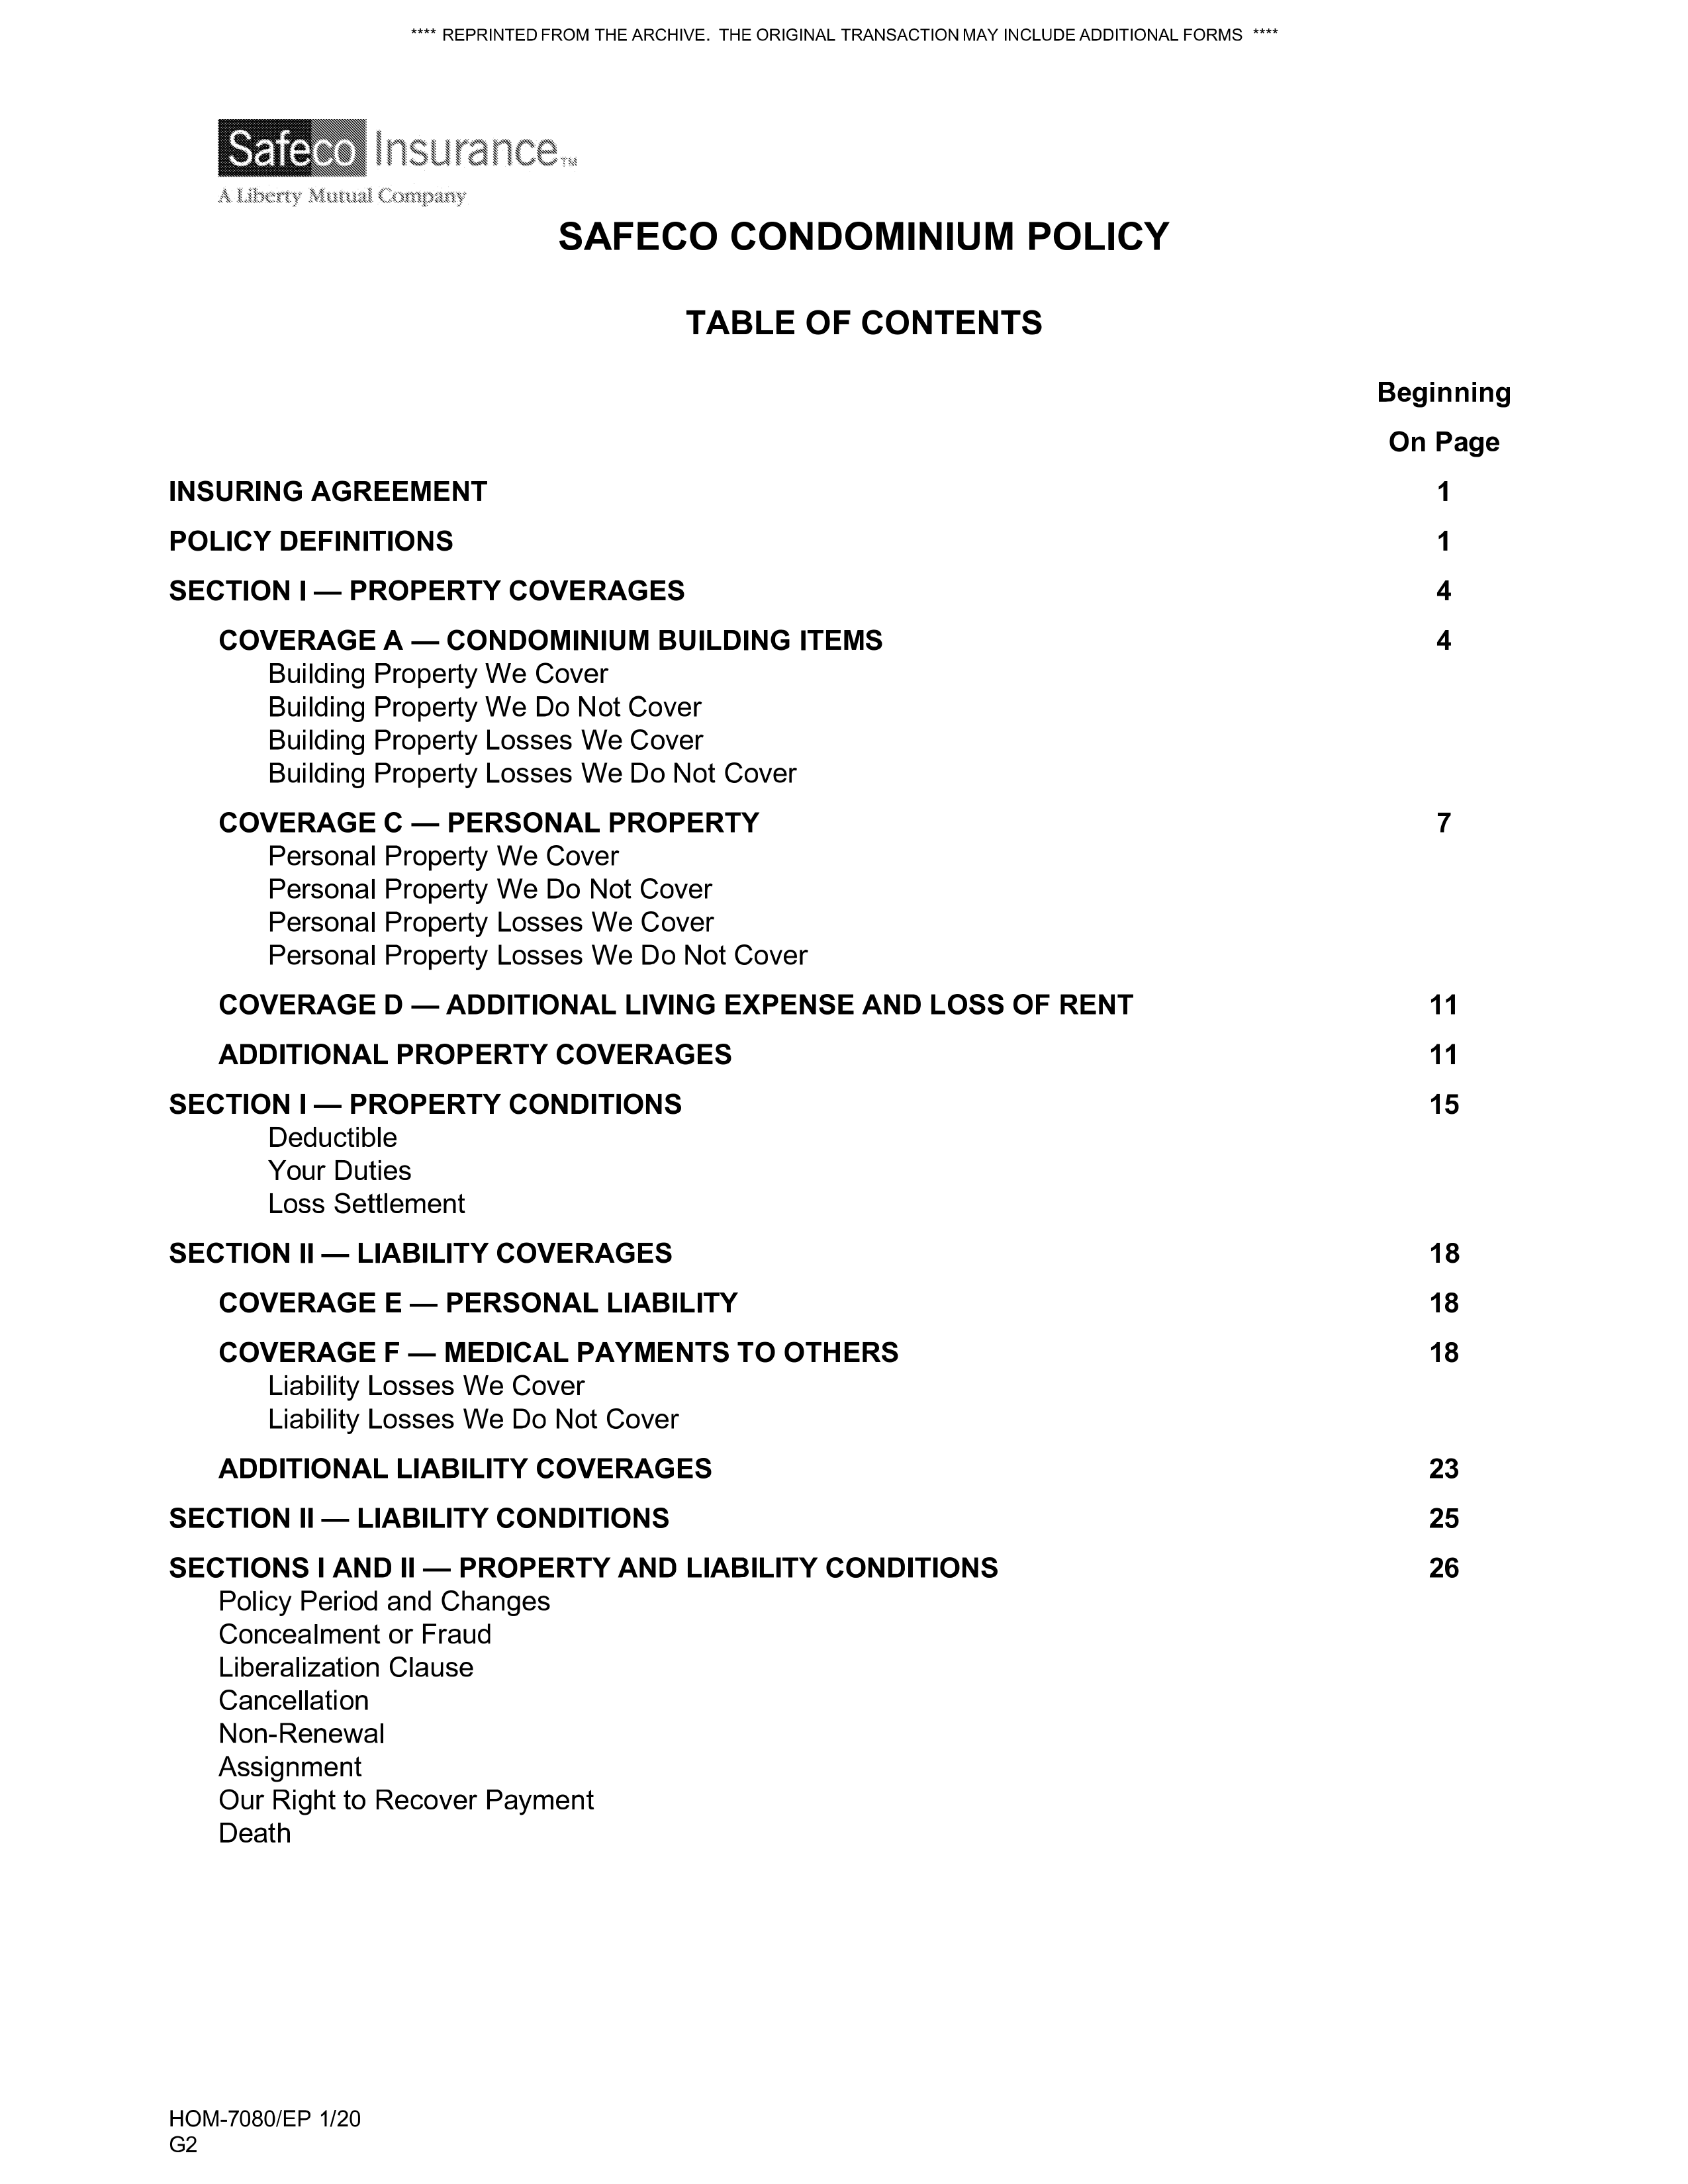 **** REPRINTED FROM THE ARCHIVE. THE ORIGINAL TRANSACTION MAY INCLUDE ADDITIONAL FORMS ****
Safeco Insurance™
A Liberty Mutual Company
SAFECO CONDOMINIUM POLICY
TABLE OF CONTENTS
Beginning
On Page
INSURING AGREEMENT 1
POLICY DEFINITIONS 1
SECTION I — PROPERTY COVERAGES 4
COVERAGE A — CONDOMINIUM BUILDING ITEMS 4
Building Property We Cover
Building Property We Do Not Cover
Building Property Losses We Cover
Building Property Losses We Do Not Cover
COVERAGE C — PERSONAL PROPERTY 7
Personal Property We Cover
Personal Property We Do Not Cover
Personal Property Losses We Cover
Personal Property Losses We Do Not Cover
COVERAGE D — ADDITIONAL LIVING EXPENSE AND LOSS OF RENT 11
ADDITIONAL PROPERTY COVERAGES 11
SECTION I — PROPERTY CONDITIONS 15
Deductible
Your Duties
Loss Settlement
SECTION II — LIABILITY COVERAGES 18
COVERAGE E — PERSONAL LIABILITY 18
COVERAGE F — MEDICAL PAYMENTS TO OTHERS 18
Liability Losses We Cover
Liability Losses We Do Not Cover
ADDITIONAL LIABILITY COVERAGES 23
SECTION II — LIABILITY CONDITIONS 25
SECTIONS I AND II — PROPERTY AND LIABILITY CONDITIONS 26
Policy Period and Changes
Concealment or Fraud
Liberalization Clause
Cancellation
Non-Renewal
Assignment
Our Right to Recover Payment
Death
HOM-7080/EP 1/20
G2